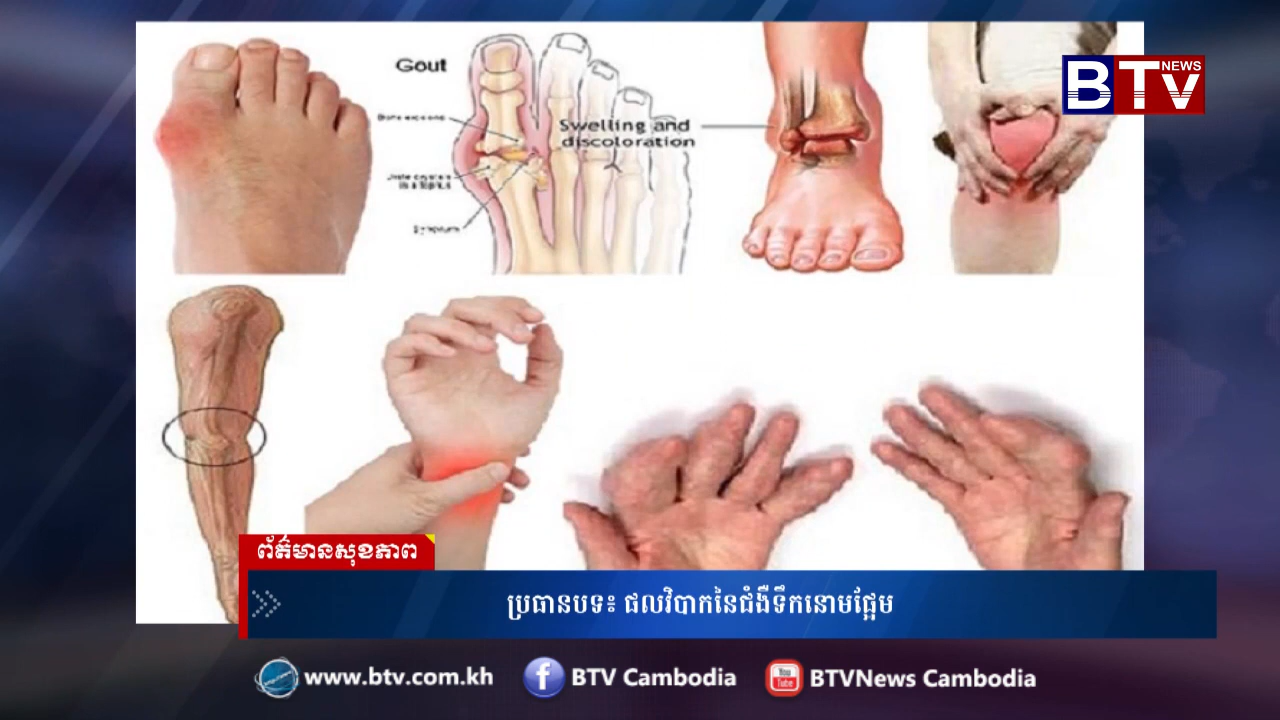 BTV NEWS
Gout
Swelling and
discoloration
ព័ត៌មានសុខភាព
ប្រធានបទ៖ ផលវិបាកនៃជំងឺទឹកនោមផ្អែម
www.btv.com.kh
BTV Cambodia
You Tube
BTVNews Cambodia